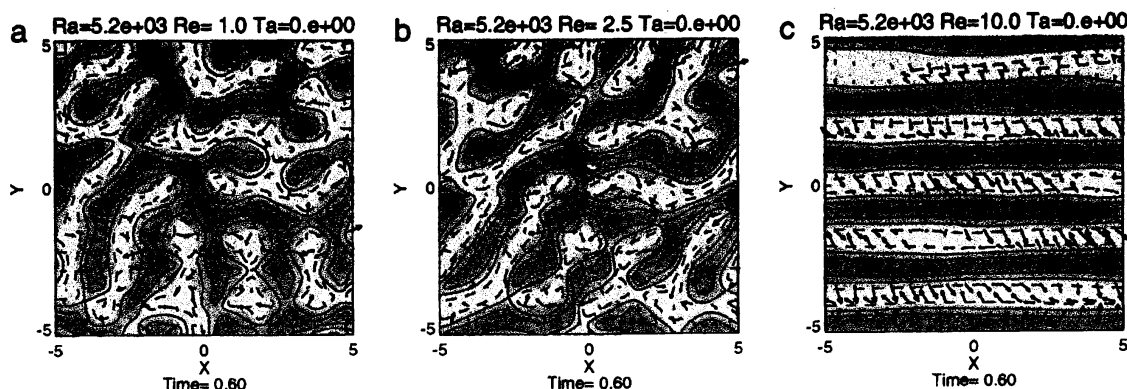 a
Ra=5.2e+03 Re= 1.0 Ta=0.e+00
5
Y
0
-5
-5 0 5
X
Time= 0.60
b
Ra=5.2e+03 Re= 2.5 Ta=0.e+00
5
Y
0
-5
-5 0 5
X
Time= 0.60
c
Ra=5.2e+03 Re=10.0 Ta=0.e+00
5
Y
0
-5
-5 0 5
X
Time= 0.60